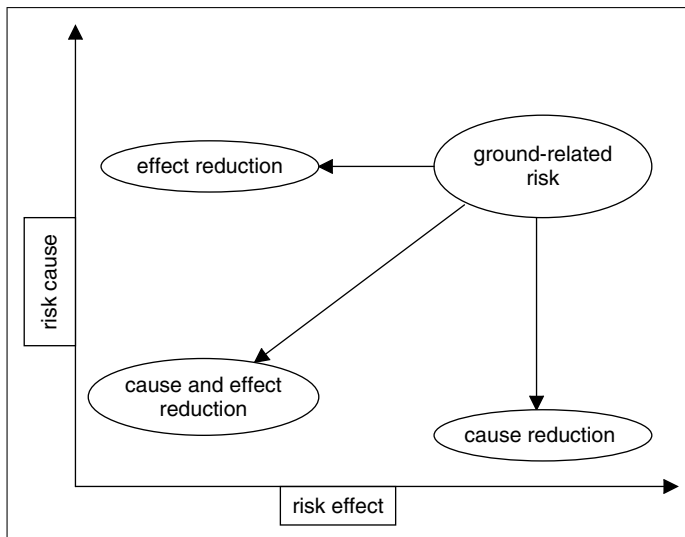 effect reduction
ground-related
risk
risk cause
cause and effect
reduction
cause reduction
risk effect